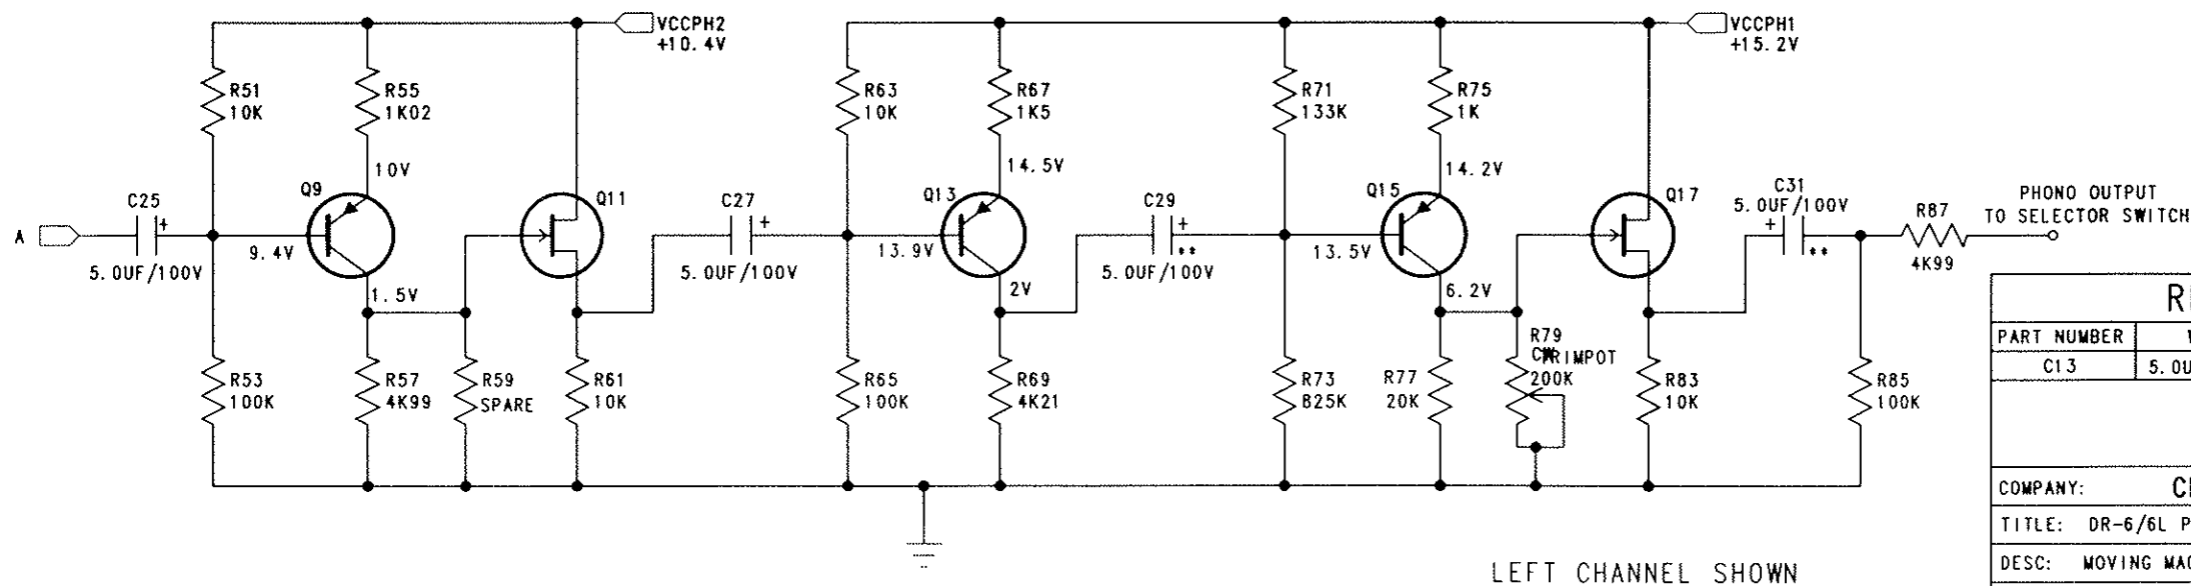 VCCPH2
+10.4V
VCCPH1
+15.2V
R51
10K
R55
1K02
R63
10K
R67
1K5
R71
133K
R75
1K
10V
14.5V
14.2V
C25
+
5.0UF/100V
A
Q9
9.4V
1.5V
Q11
C27
+
5.0UF/100V
Q13
13.9V
2V
C29
+
**
5.0UF/100V
Q15
13.5V
6.2V
Q17
C31
5.0UF/100V
+
**
R87
4K99
PHONO OUTPUT
TO SELECTOR SWITCH
R53
100K
R57
4K99
R59
SPARE
R61
10K
R65
100K
R69
4K21
R73
825K
R77
20K
R79
200K
R83
10K
R85
100K
PART NUMBER
C13
COMPANY:
TITLE: DR-6/6L
DESC: MOVING
LEFT CHANNEL SHOWN